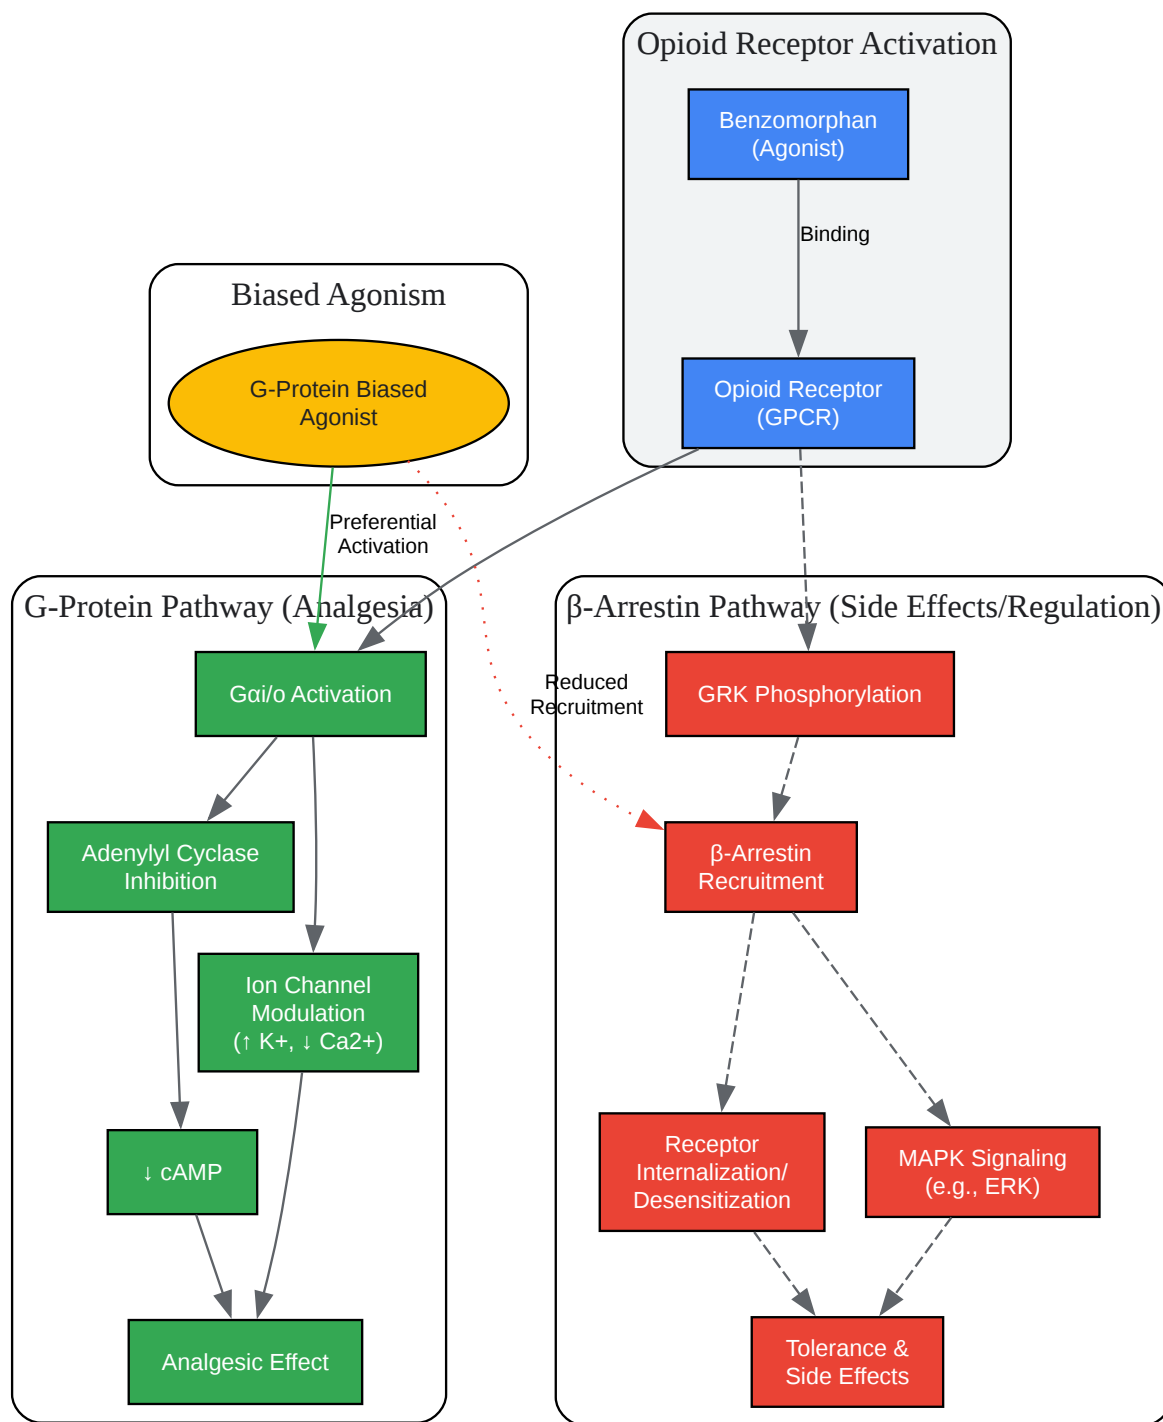 Opioid Receptor Activation
Benzomorphan
(Agonist)
Binding
Biased Agonism
G-Protein Biased
Agonist
Opioid Receptor
(GPCR)
Preferential
Activation
G-Protein Pathway (Analgesia)
β-Arrestin Pathway (Side Effects/Regulation)
Gαi/o Activation
Reduced
Recruitment
GRK Phosphorylation
Adenylyl Cyclase
Inhibition
β-Arrestin
Recruitment
Ion Channel
Modulation
(↑ K+, ↓ Ca2+)
↓ cAMP
Receptor
Internalization/
Desensitization
MAPK Signaling
(e.g., ERK)
Analgesic Effect
Tolerance &
Side Effects